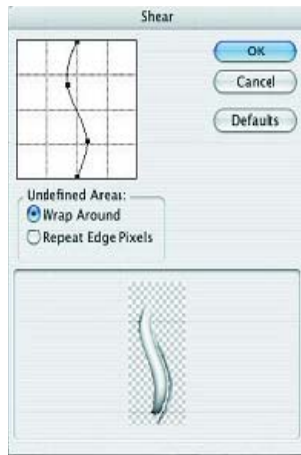 Shear
OK
Cancel
Defaults
Undefined Areas:
Wrap Around
Repeat Edge Pixels